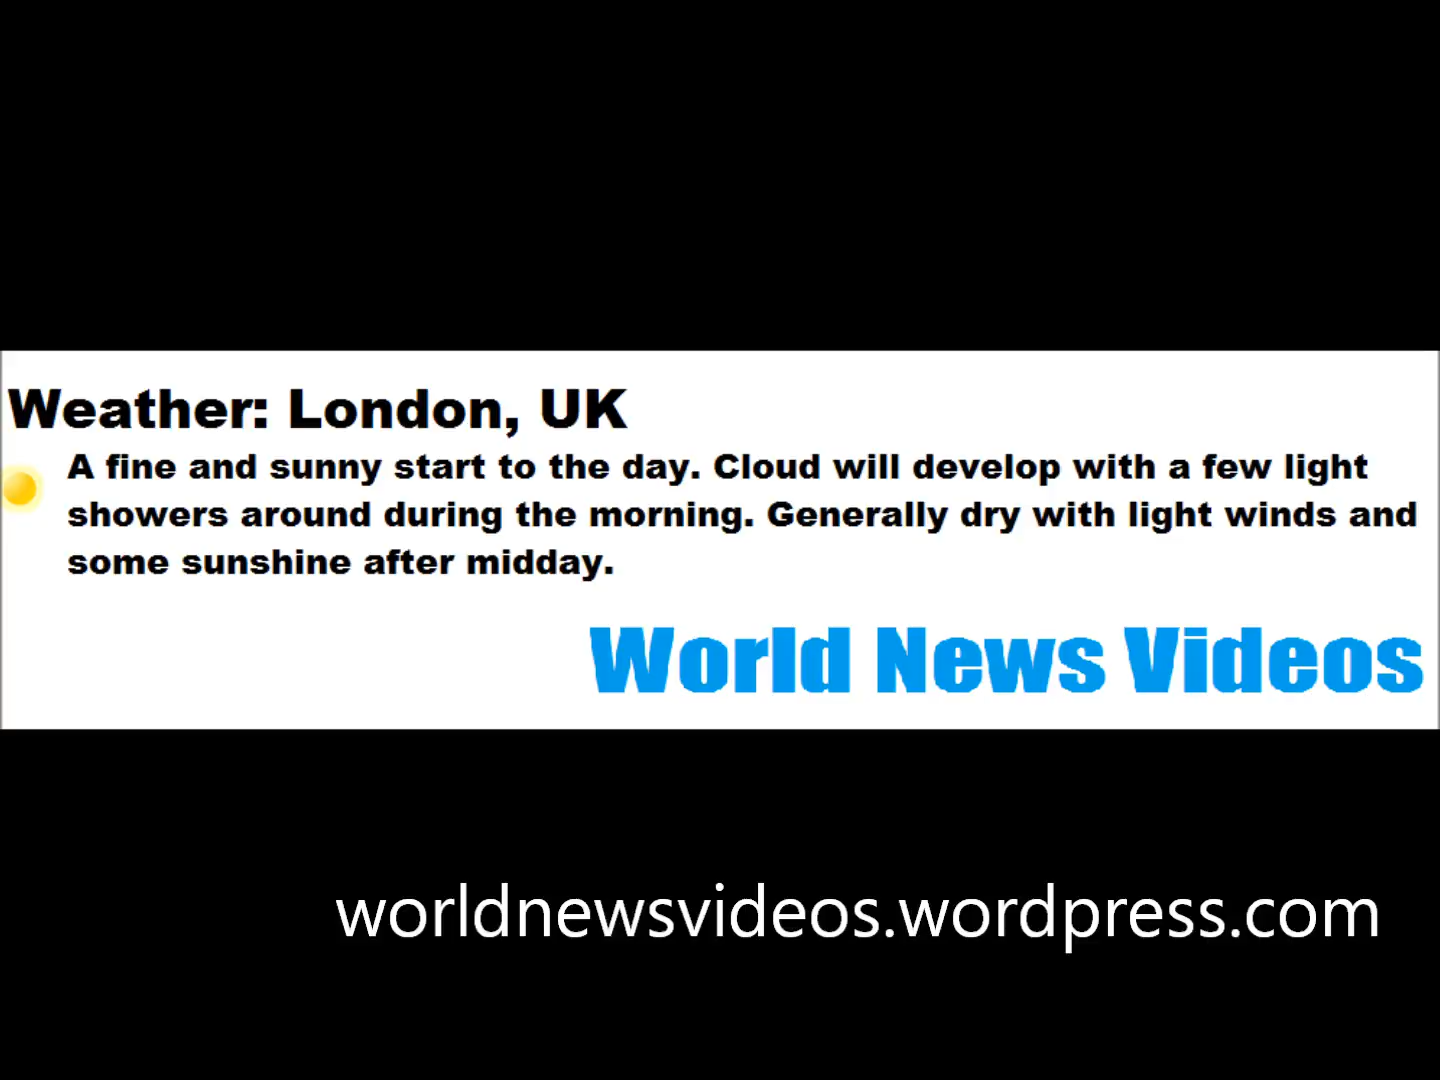 Weather: London, UK
A fine and sunny start to the day. Cloud will develop with a few light
showers around during the morning. Generally dry with light winds and
some sunshine after midday.
World News Videos
worldnewsvideos.wordpress.com